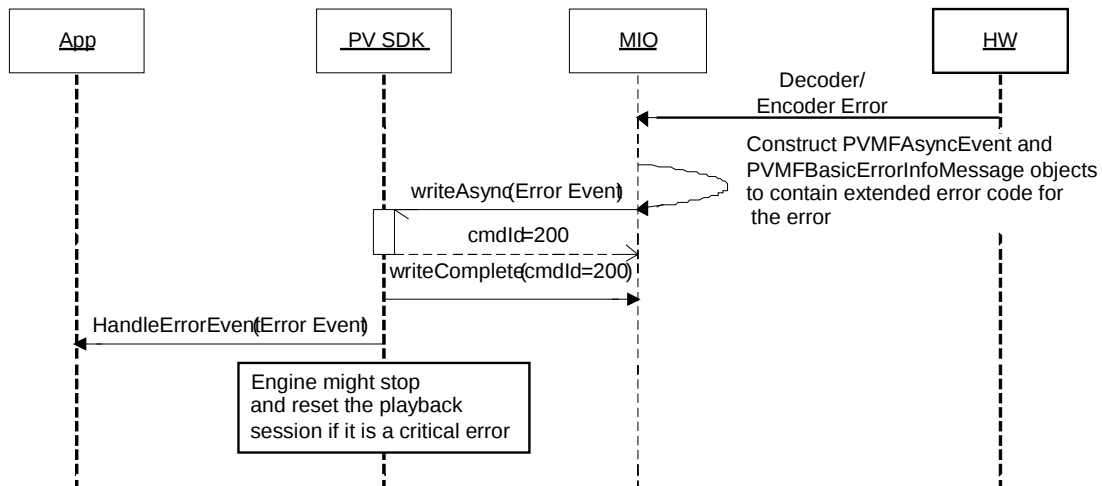 App
PV SDK
MIO
HW
Decoder/
Encoder Error
Construct PVMFAsyncEvent and
PVMFBasicErrorInfoMessage objects
to contain extended error code for
the error
writeAsync(Error Event)
cmdId=200
writeComplete(cmdId=200)
HandleErrorEvent(Error Event)
Engine might stop
and reset the playback
session if it is a critical error